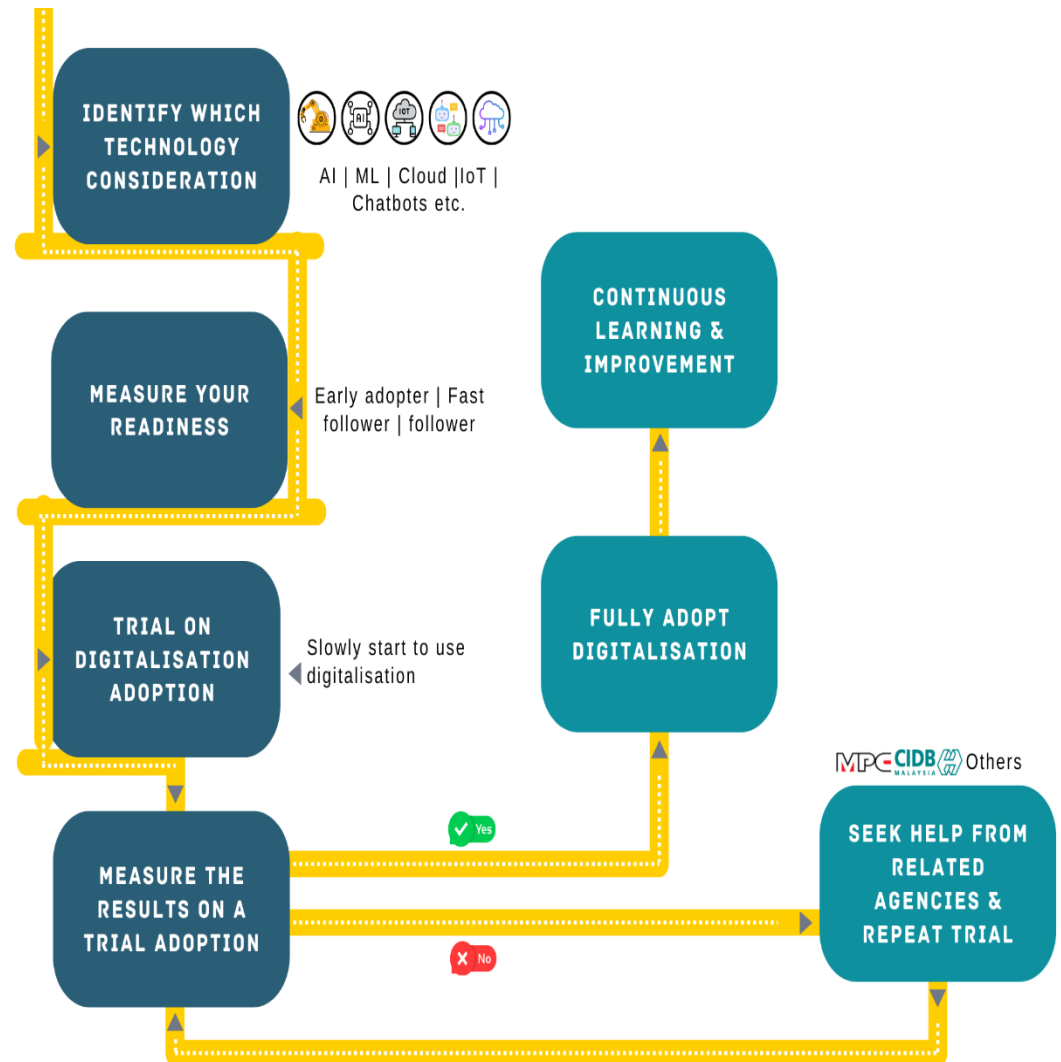 IDENTIFY WHICH
TECHNOLOGY
CONSIDERATION
AI
IOT
AI | ML | Cloud |IoT |
Chatbots etc.
MEASURE YOUR
READINESS
Early adopter | Fast
follower | follower
CONTINUOUS
LEARNING &
IMPROVEMENT
TRIAL ON
DIGITALISATION
ADOPTION
Slowly start to use
digitalisation
FULLY ADOPT
DIGITALISATION
MEASURE THE
RESULTS ON A
TRIAL ADOPTION
Yes
No
MPC CIDB Others
MALAYSIA
SEEK HELP FROM
RELATED
AGENCIES &
REPEAT TRIAL